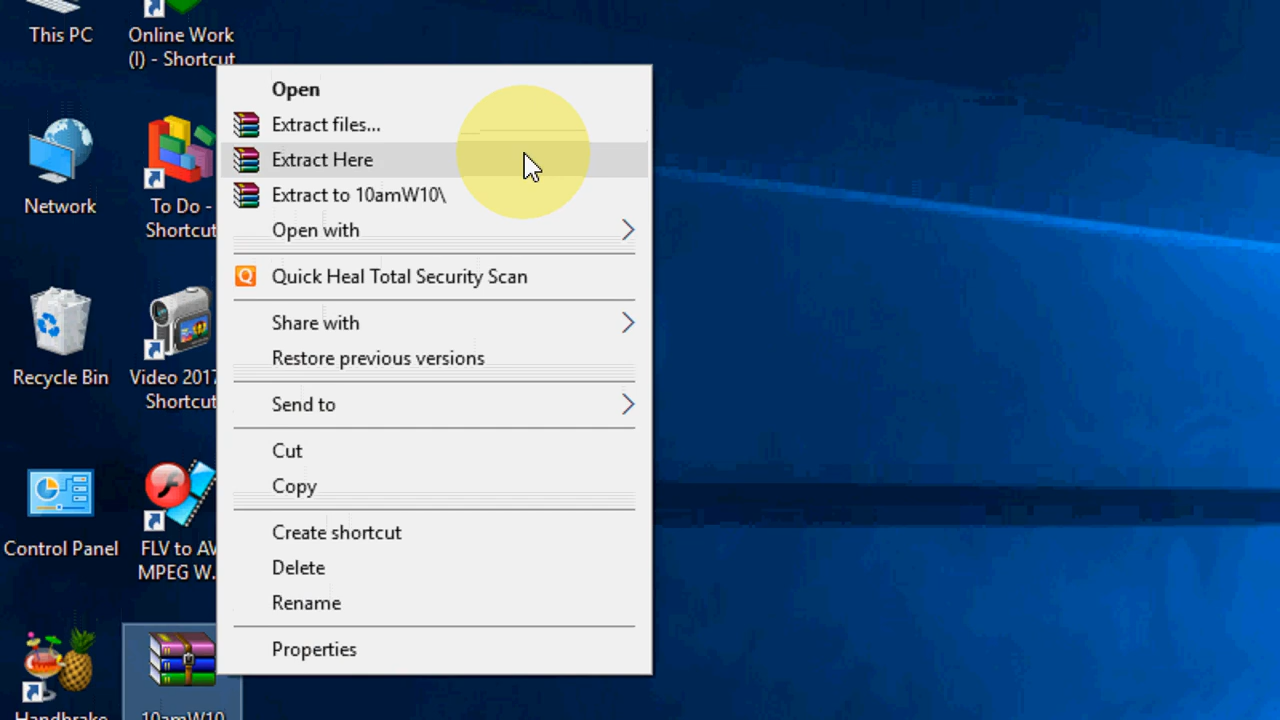 This PC
Online Work
(I) - Shortcut
Network
To Do -
Shortcut
Recycle Bin
Video 2017
Shortcut
Control Panel
FLV to AV
MPEG W...
Handbrake
10amW10
Open
Extract files...
Extract Here
Extract to 10amW10\
Open with
Quick Heal Total Security Scan
Share with
Restore previous versions
Send to
Cut
Copy
Create shortcut
Delete
Rename
Properties